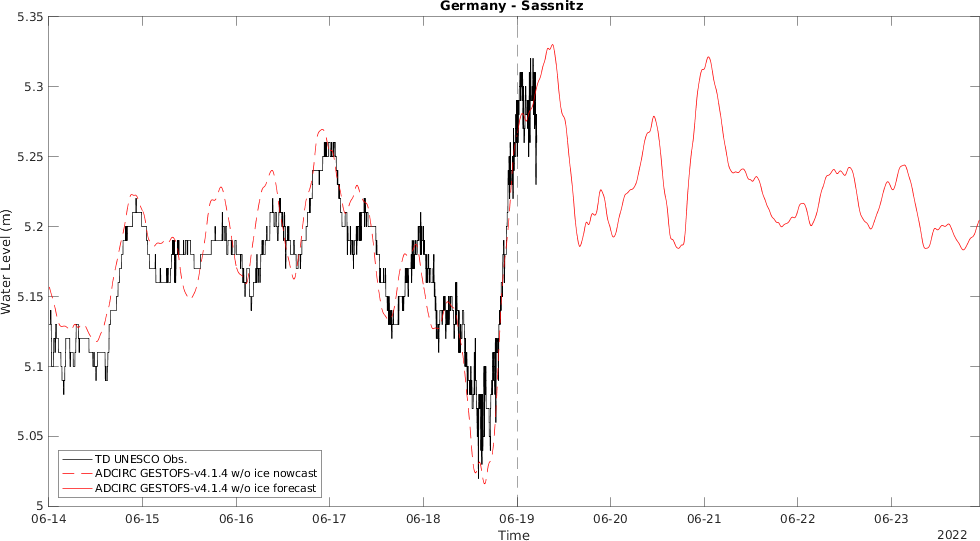 Germany - Sassnitz
Water Level (m)
5.35
5.3
5.25
5.2
5.15
5.1
5.05
5
TD UNESCO Obs.
ADCIRC GESTOFS-v4.1.4 w/o ice nowcast
ADCIRC GESTOFS-v4.1.4 w/o ice forecast
06-14 06-15 06-16 06-17 06-18 06-19 06-20 06-21 06-22 06-23
Time
2022